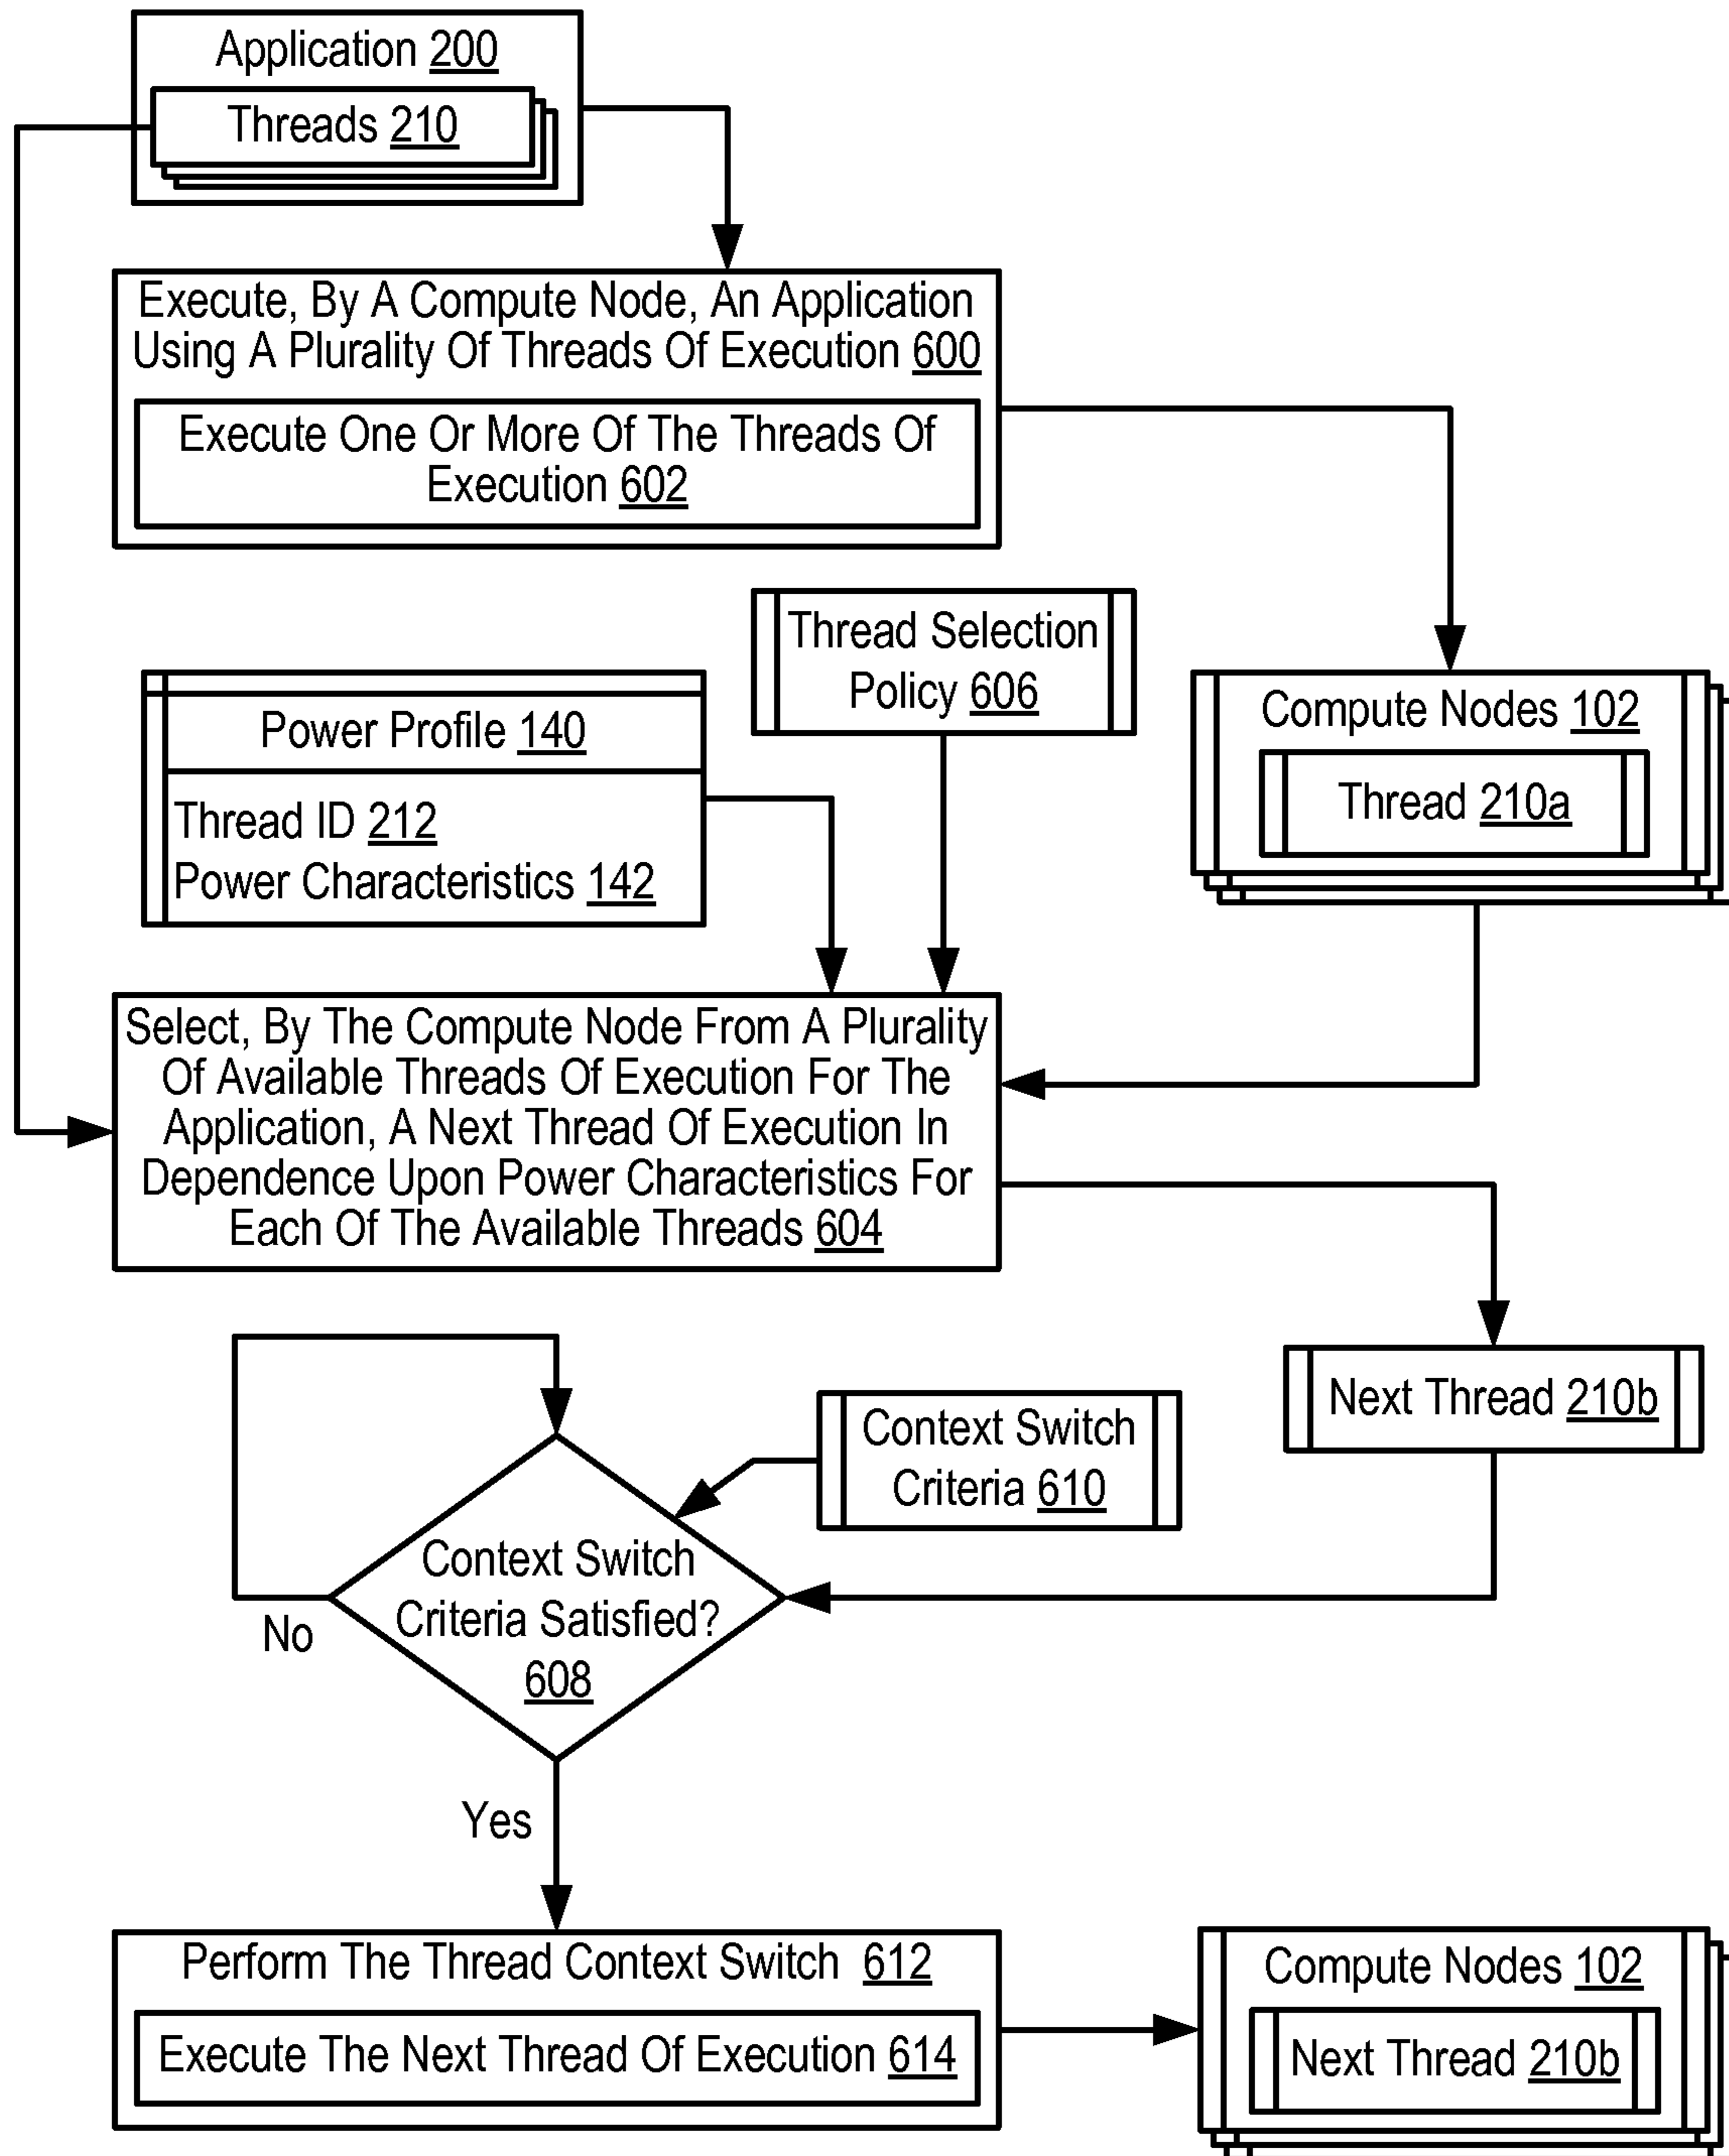 Application 200
Threads 210
Execute, By A Compute Node, An Application
Using A Plurality Of Threads Of Execution 600
Execute One Or More Of The Threads Of
Execution 602
Thread Selection
Policy 606
Compute Nodes 102
Thread 210a
Power Profile 140
Thread ID 212
Power Characteristics 142
Select, By The Compute Node From A Plurality
Of Available Threads Of Execution For The
Application, A Next Thread Of Execution In
Dependence Upon Power Characteristics For
Each Of The Available Threads 604
Next Thread 210b
Context Switch
Criteria 610
Context Switch
Criteria Satisfied?
608
No
Yes
Perform The Thread Context Switch 612
Execute The Next Thread Of Execution 614
Compute Nodes 102
Next Thread 210b